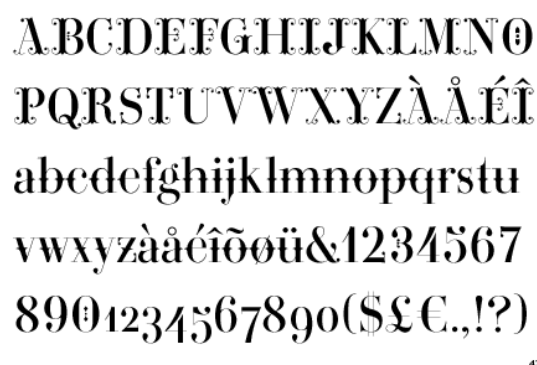 ABCDEFGHIJKLMNO
PQRSTUVWXYZÀÅÉÎ
abcdefghijklmnopqrstu
vwxyzàåéîõøü&1234567
8901234567890($£€.,!?)